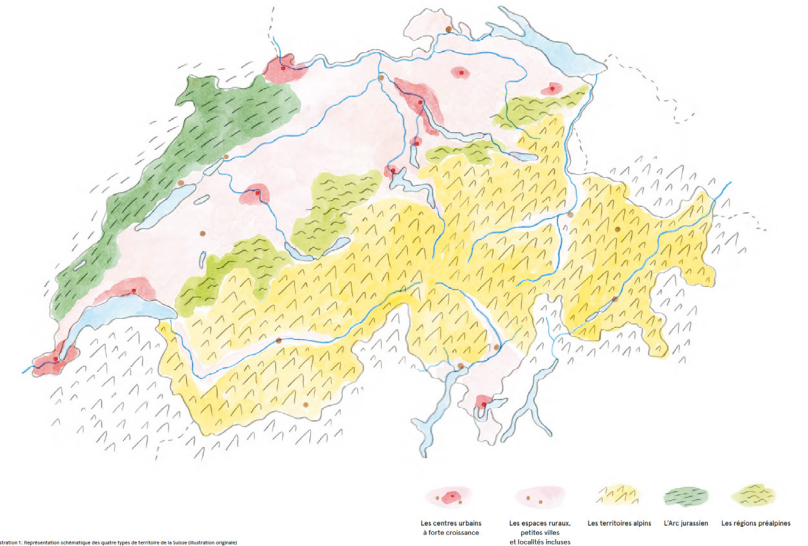 Les centres urbains
à forte croissance
Les espaces ruraux,
petites villes
et localités incluses
Les territoires alpins
L'Arc jurassien
Les régions préalpines
stration 1: Représentation schématique des quatre types de territoire de la Suisse (illustration originale)